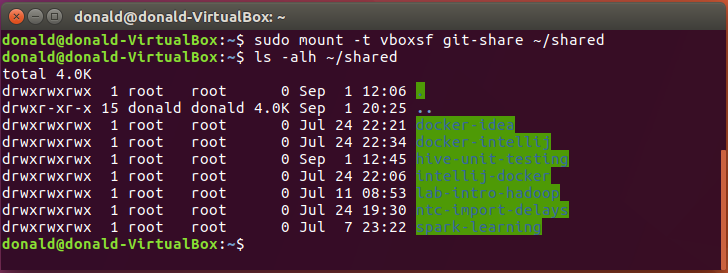 donald@donald-VirtualBox: ~
donald@donald-VirtualBox:~$ sudo mount -t vboxsf git-share ~/shared
donald@donald-VirtualBox:~$ ls -alh ~/shared
total 4.0K
drwxrwxrwx  1 root   root      0 Sep  1 12:06 .
drwxr-xr-x 15 donald donald 4.0K Sep  1 20:25 ..
drwxrwxrwx  1 root   root      0 Jul 24 22:21 docker-idea
drwxrwxrwx  1 root   root      0 Jul 24 22:34 docker-intellij
drwxrwxrwx  1 root   root      0 Sep  1 12:45 hive-unit-testing
drwxrwxrwx  1 root   root      0 Jul 24 22:06 intellij-docker
drwxrwxrwx  1 root   root      0 Jul 11 08:53 lab-intro-hadoop
drwxrwxrwx  1 root   root      0 Jul 24 19:30 ntc-import-delays
drwxrwxrwx  1 root   root      0 Jul  7 23:22 spark-learning
donald@donald-VirtualBox:~$